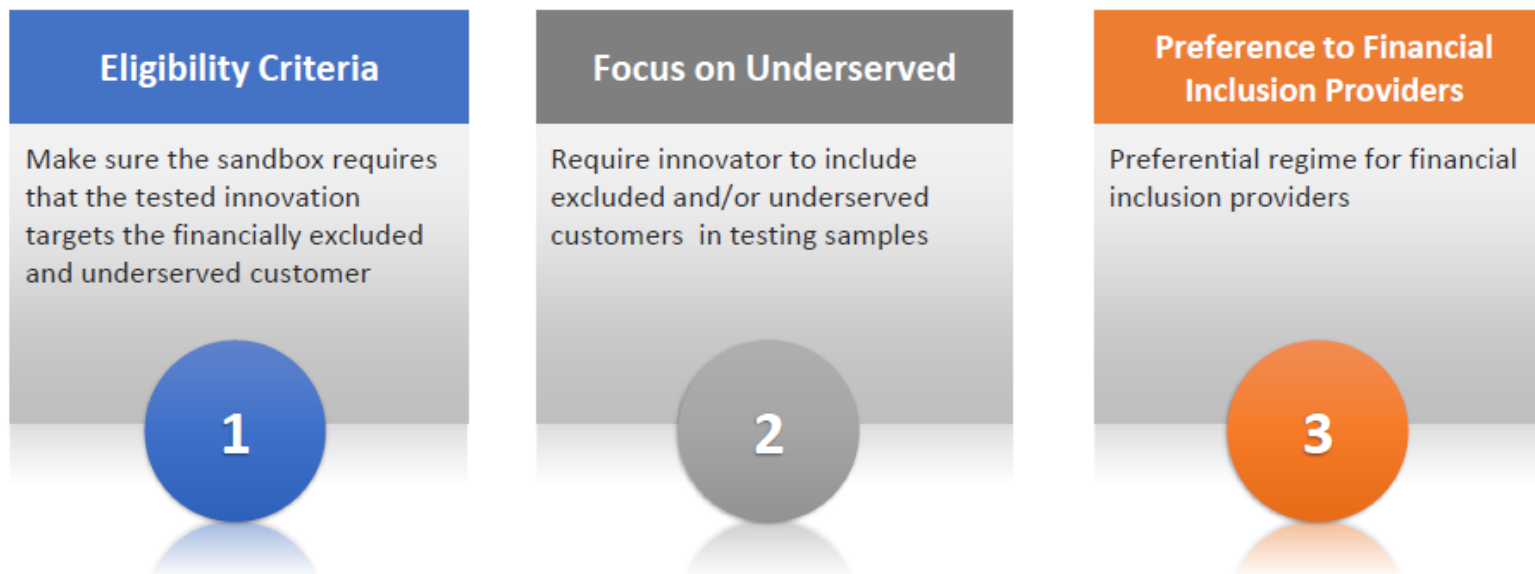 Eligibility Criteria
Make sure the sandbox requires
that the tested innovation
targets the financially excluded
and underserved customer
1
Focus on Underserved
Require innovator to include
excluded and/or underserved
customers  in testing samples
2
Preference to Financial
Inclusion Providers
Preferential regime for financial
inclusion providers
3